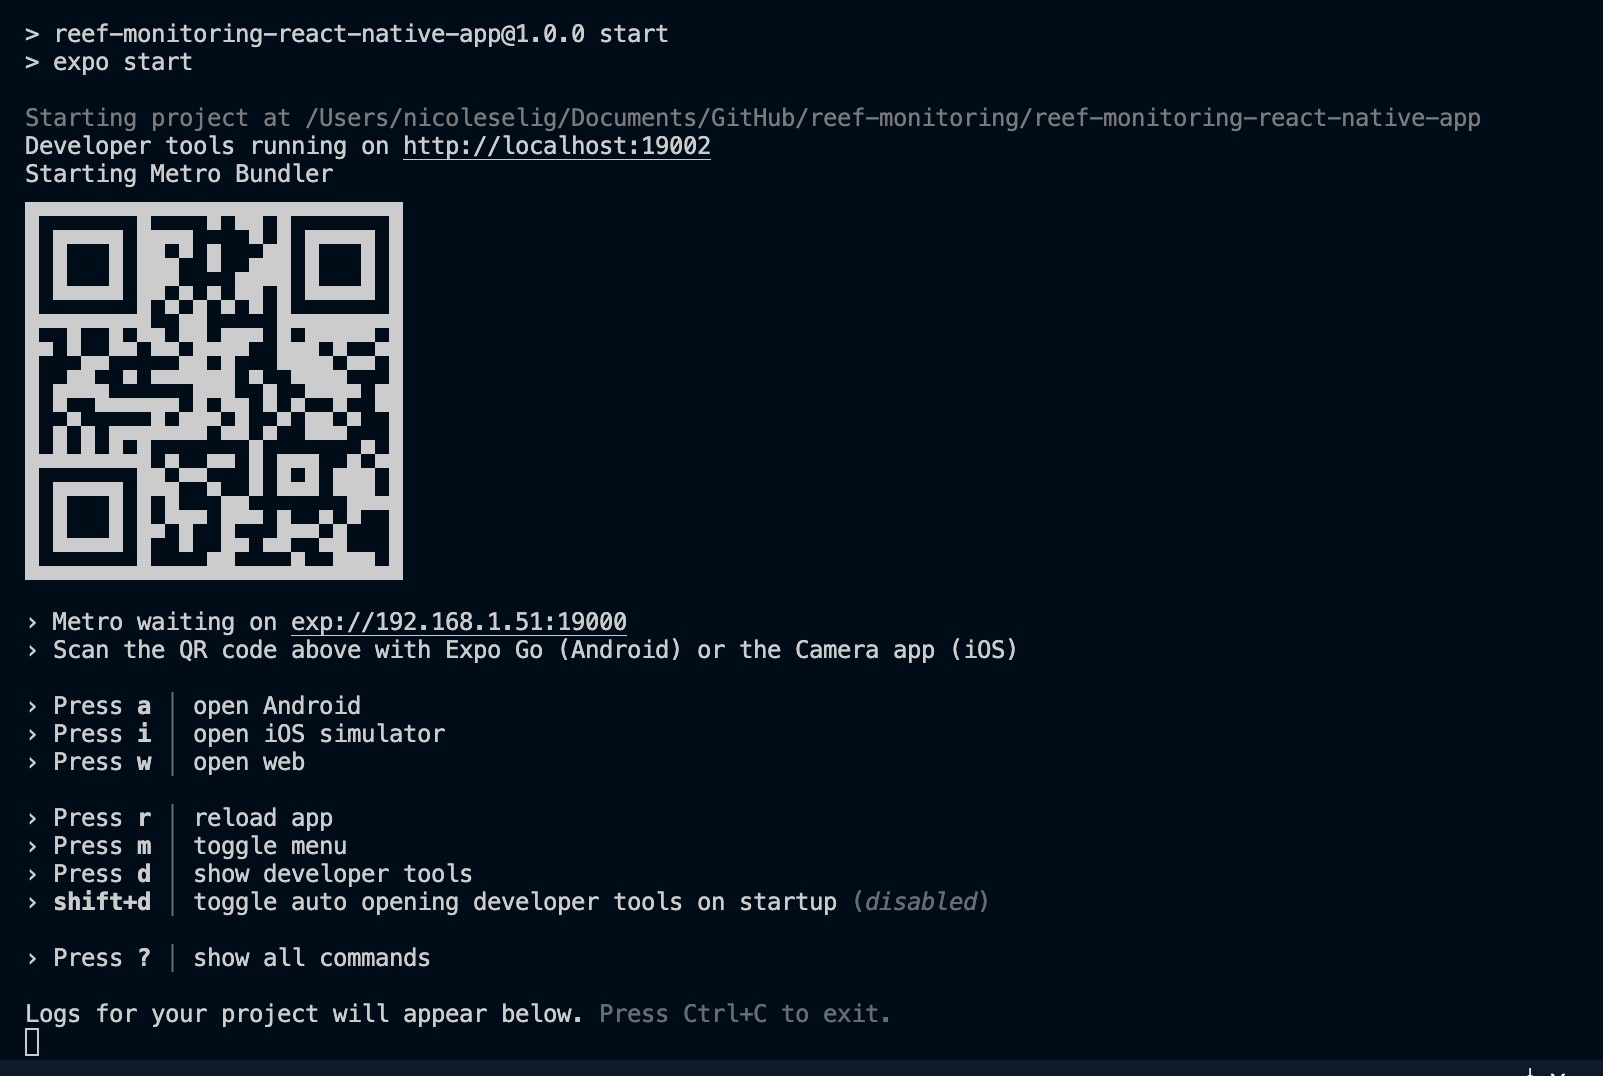 > reef-monitoring-react-native-app@1.0.0 start
> expo start
Starting project at /Users/nicoleselig/Documents/GitHub/reef-monitoring/reef-monitoring-react-native-app
Developer tools running on http://localhost:19002
Starting Metro Bundler
› Metro waiting on exp://192.168.1.51:19000
› Scan the QR code above with Expo Go (Android) or the Camera app (iOS)
› Press a │ open Android
› Press i │ open iOS simulator
› Press w │ open web
› Press r │ reload app
› Press m │ toggle menu
› Press d │ show developer tools
› shift+d │ toggle auto opening developer tools on startup (disabled)
› Press ? │ show all commands
Logs for your project will appear below. Press Ctrl+C to exit.